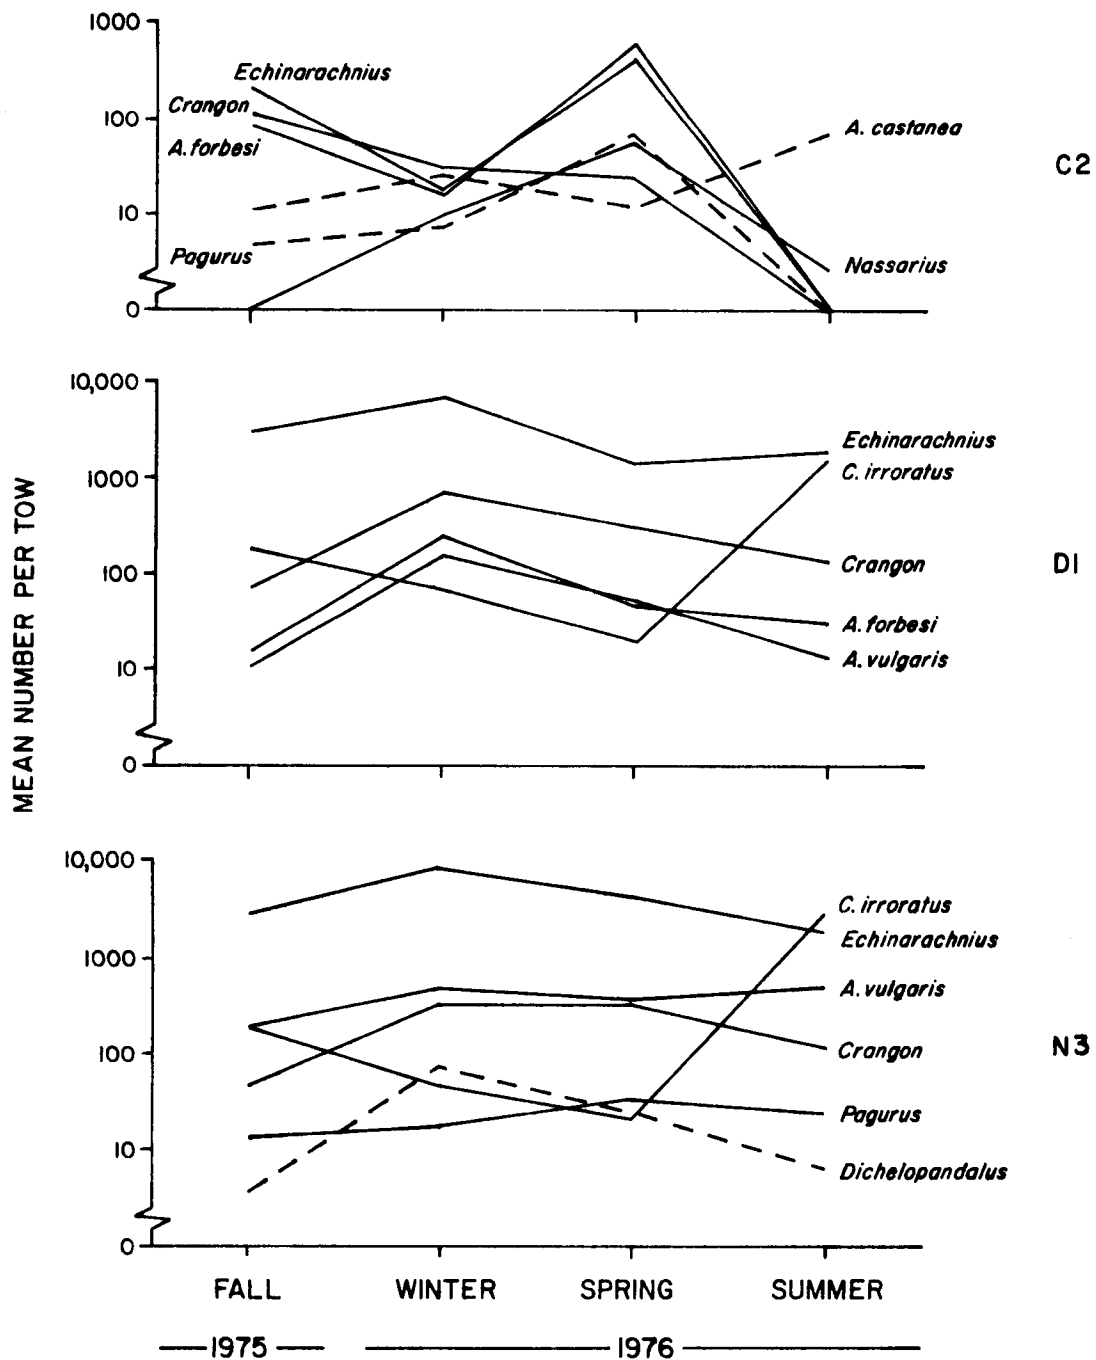 MEAN NUMBER PER TOW
1000
100
10
0
Echinarachnius
Crangon
A. forbesi
Pagurus
A. castanea
Nassarius
C2
10,000
1000
100
10
0
Echinarachnius
C. irroratus
Crangon
A. forbesi
A. vulgaris
D1
10,000
1000
100
10
0
C. irroratus
Echinarachnius
A. vulgaris
Crangon
Pagurus
Dichelopandalus
N3
FALL WINTER SPRING SUMMER
1975 1976